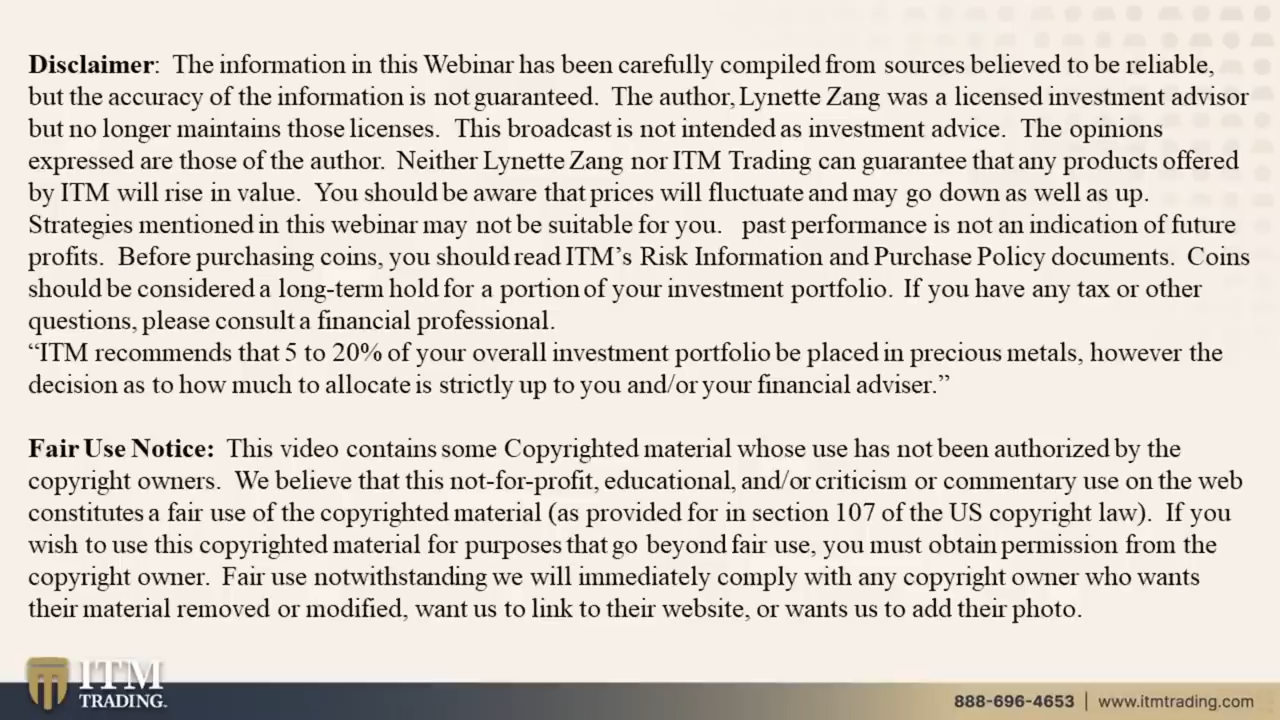 Disclaimer: The information in this Webinar has been carefully compiled from sources believed to be reliable,
but the accuracy of the information is not guaranteed. The author, Lynette Zang was a licensed investment advisor
but no longer maintains those licenses. This broadcast is not intended as investment advice. The opinions
expressed are those of the author. Neither Lynette Zang nor ITM Trading can guarantee that any products offered
by ITM will rise in value. You should be aware that prices will fluctuate and may go down as well as up.
Strategies mentioned in this webinar may not be suitable for you. past performance is not an indication of future
profits. Before purchasing coins, you should read ITM’s Risk Information and Purchase Policy documents. Coins
should be considered a long-term hold for a portion of your investment portfolio. If you have any tax or other
questions, please consult a financial professional.
“ITM recommends that 5 to 20% of your overall investment portfolio be placed in precious metals, however the
decision as to how much to allocate is strictly up to you and/or your financial adviser.”
Fair Use Notice: This video contains some Copyrighted material whose use has not been authorized by the
copyright owners. We believe that this not-for-profit, educational, and/or criticism or commentary use on the web
constitutes a fair use of the copyrighted material (as provided for in section 107 of the US copyright law). If you
wish to use this copyrighted material for purposes that go beyond fair use, you must obtain permission from the
copyright owner. Fair use notwithstanding we will immediately comply with any copyright owner who wants
their material removed or modified, want us to link to their website, or wants us to add their photo.
ITM
TRADING.
888-696-4653 | www.itmtrading.com